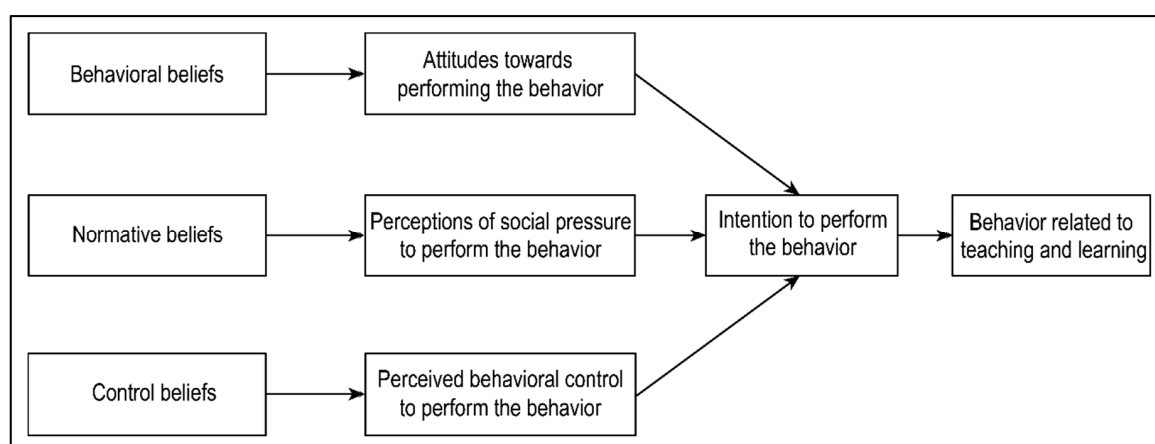 Behavioral beliefs
Attitudes towards
performing the behavior
Normative beliefs
Perceptions of social pressure
to perform the behavior
Intention to perform
the behavior
Behavior related to
teaching and learning
Control beliefs
Perceived behavioral control
to perform the behavior